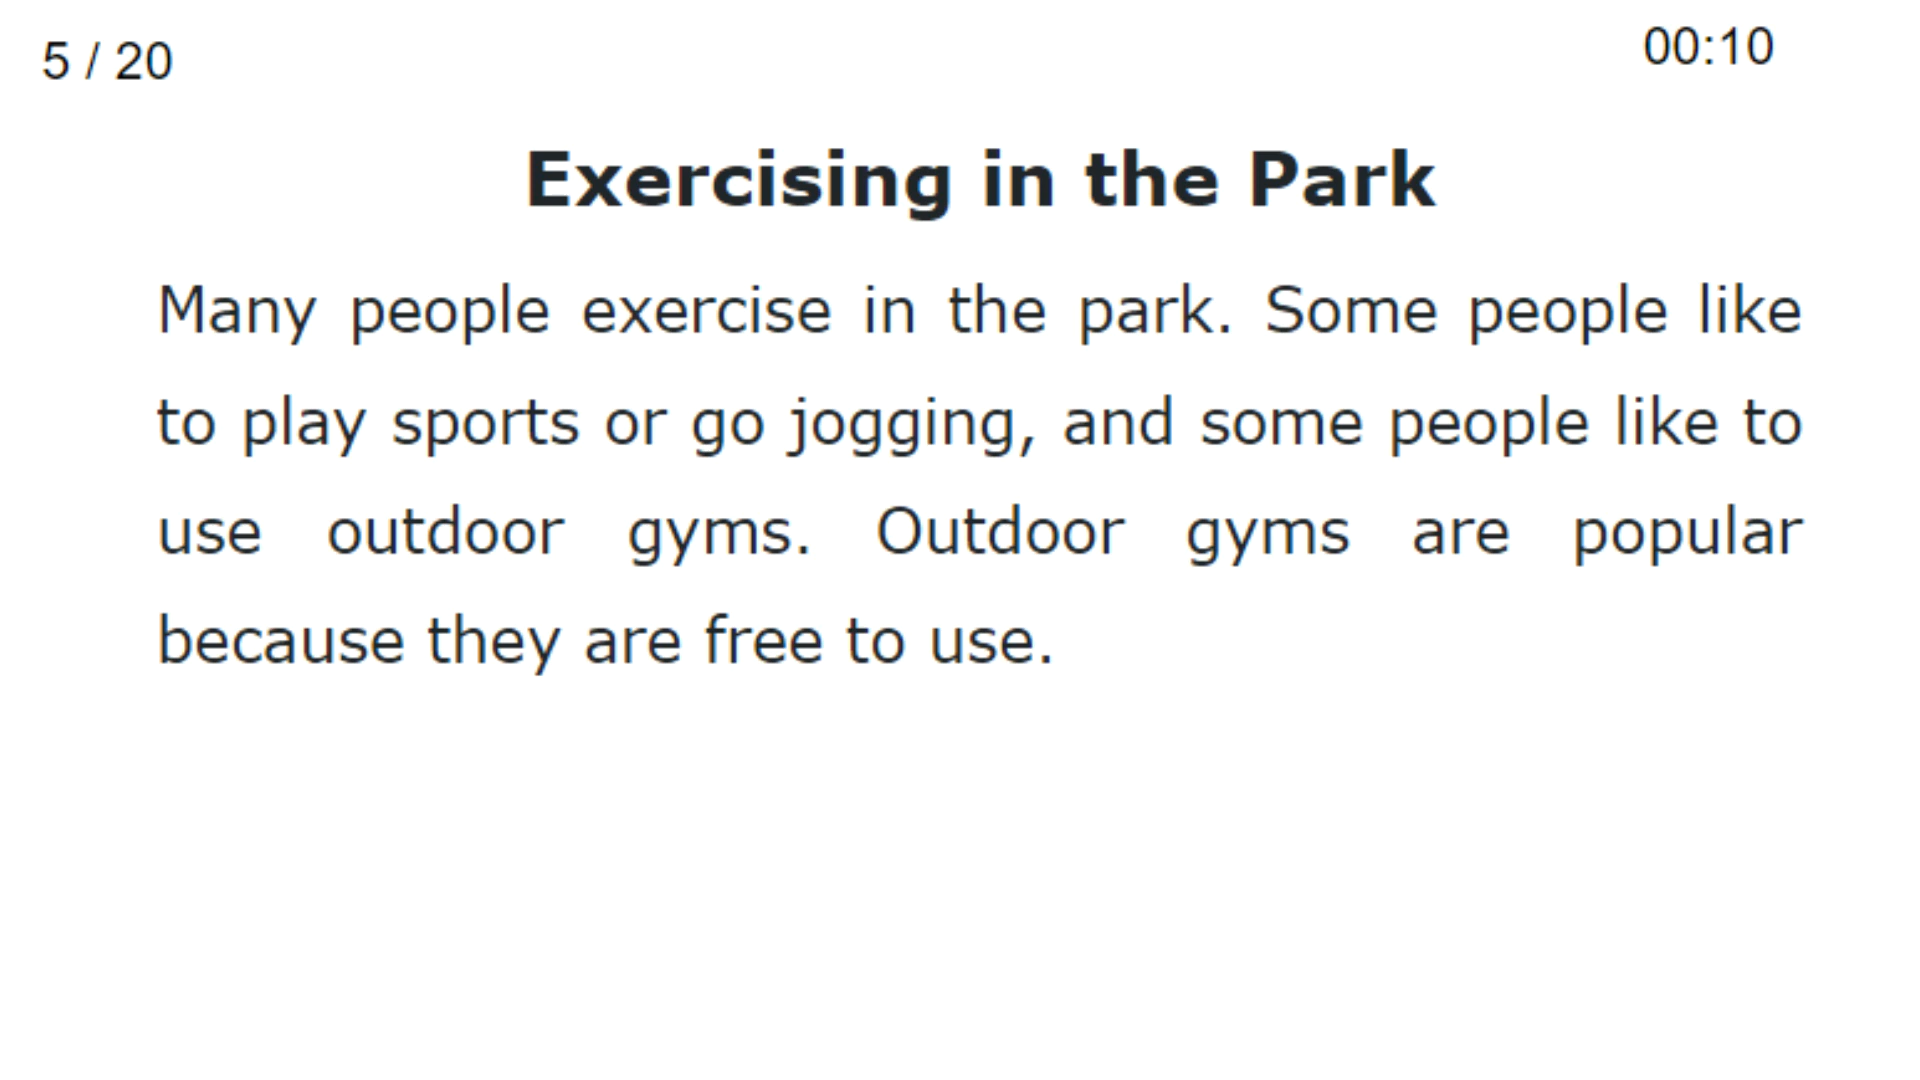 5 / 20
00:10
Exercising in the Park
Many people exercise in the park. Some people like
to play sports or go jogging, and some people like to
use outdoor gyms. Outdoor gyms are popular
because they are free to use.